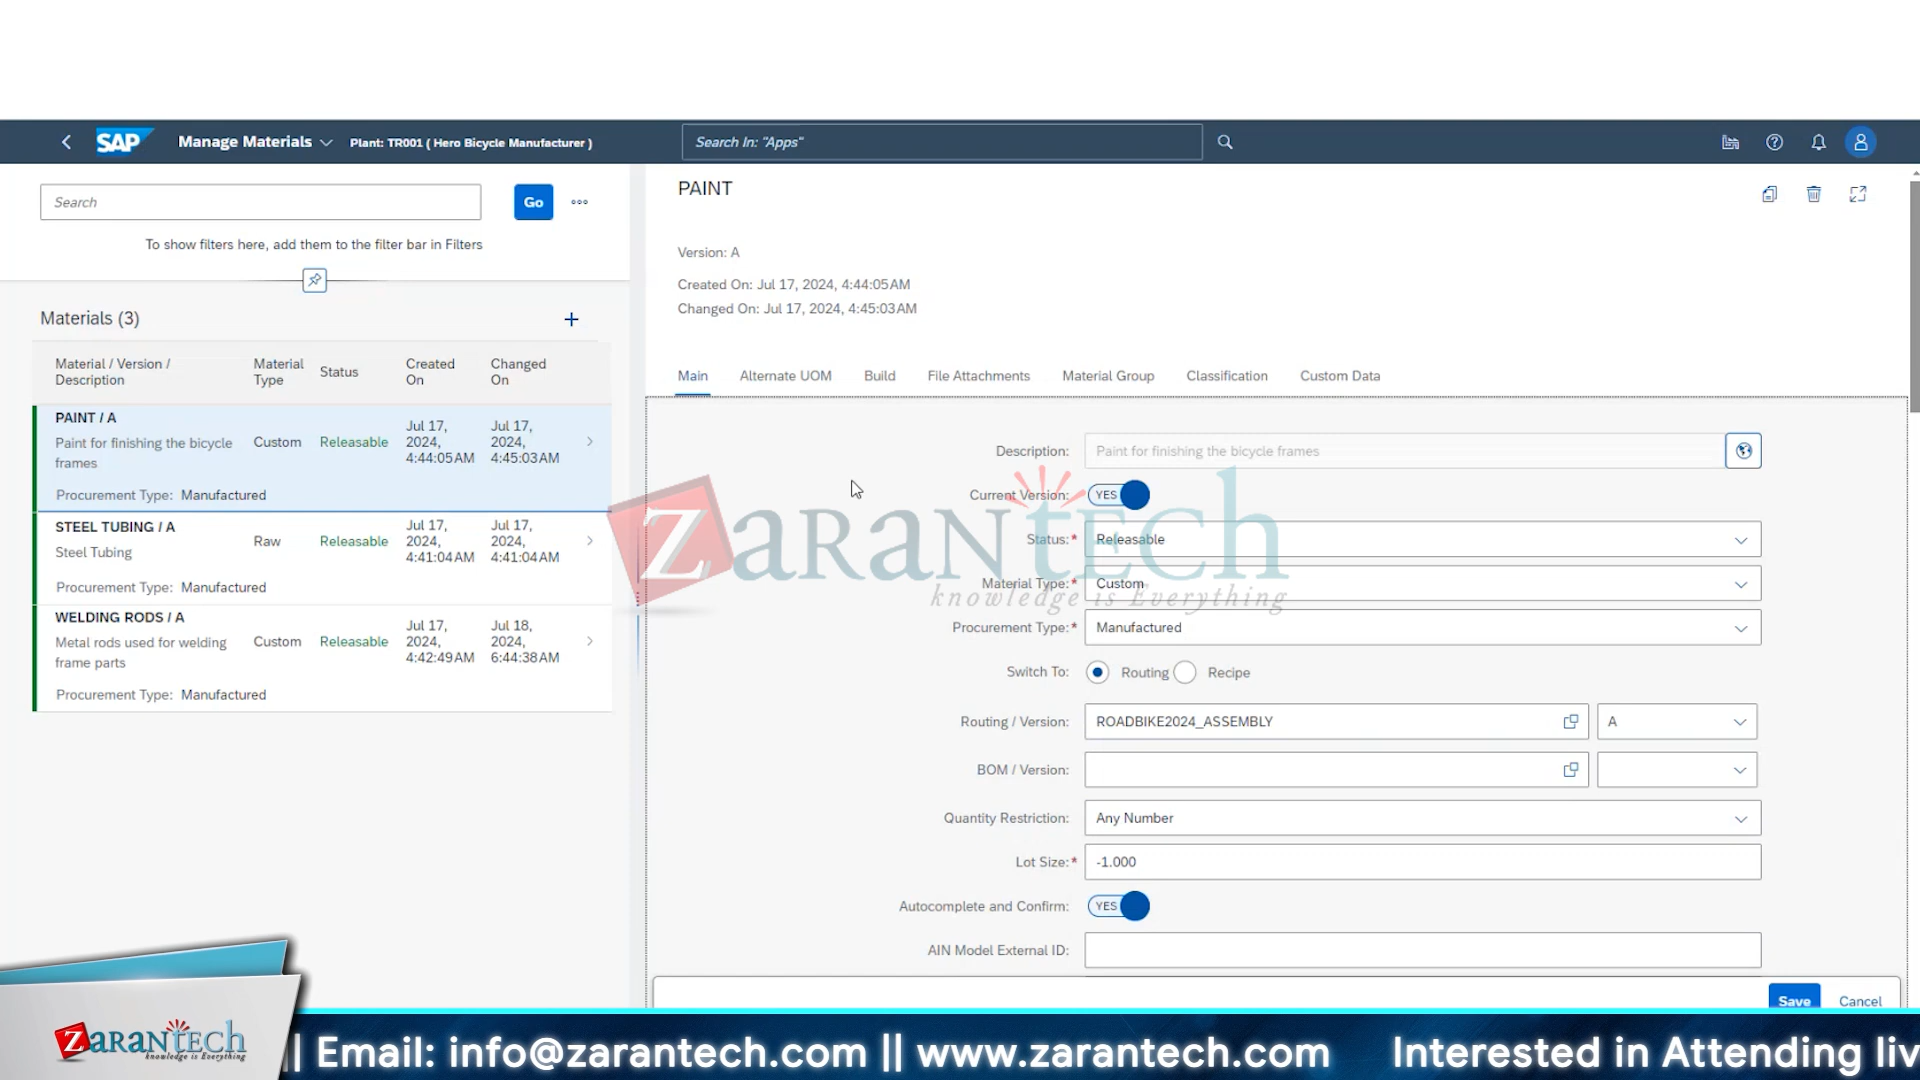 SAP Manage Materials Plant: TR001 ( Hero Bicycle Manufacturer ) Search In: "Apps"
Search Go
To show filters here, add them to the filter bar in Filters
Materials (3)
Material / Version / Description Material Type Status Created On Changed On
PAINT / A
Paint for finishing the bicycle frames
Custom Releasable Jul 17, 2024, 4:44:05AM Jul 17, 2024, 4:45:03AM
Procurement Type: Manufactured
STEEL TUBING / A
Steel Tubing
Raw Releasable Jul 17, 2024, 4:41:04AM Jul 17, 2024, 4:41:04AM
Procurement Type: Manufactured
WELDING RODS / A
Metal rods used for welding frame parts
Custom Releasable Jul 17, 2024, 4:42:49AM Jul 18, 2024, 6:44:38AM
Procurement Type: Manufactured
PAINT
Version: A
Created On: Jul 17, 2024, 4:44:05AM
Changed On: Jul 17, 2024, 4:45:03AM
Main Alternate UOM Build File Attachments Material Group Classification Custom Data
Description: Paint for finishing the bicycle frames
Current Version: YES
Status:* Releasable
Material Type:* Custom
Procurement Type:* Manufactured
Switch To: Routing Recipe
Routing / Version: ROADBIKE2024_ASSEMBLY A
BOM / Version:
Quantity Restriction: Any Number
Lot Size:* -1.000
Autocomplete and Confirm: YES
AIN Model External ID:
Save Cancel
ZaranTech
knowledge is Everything
ZaranTech
knowledge is Everything
|| Email: info@zarantech.com || www.zarantech.com Interested in Attending liv